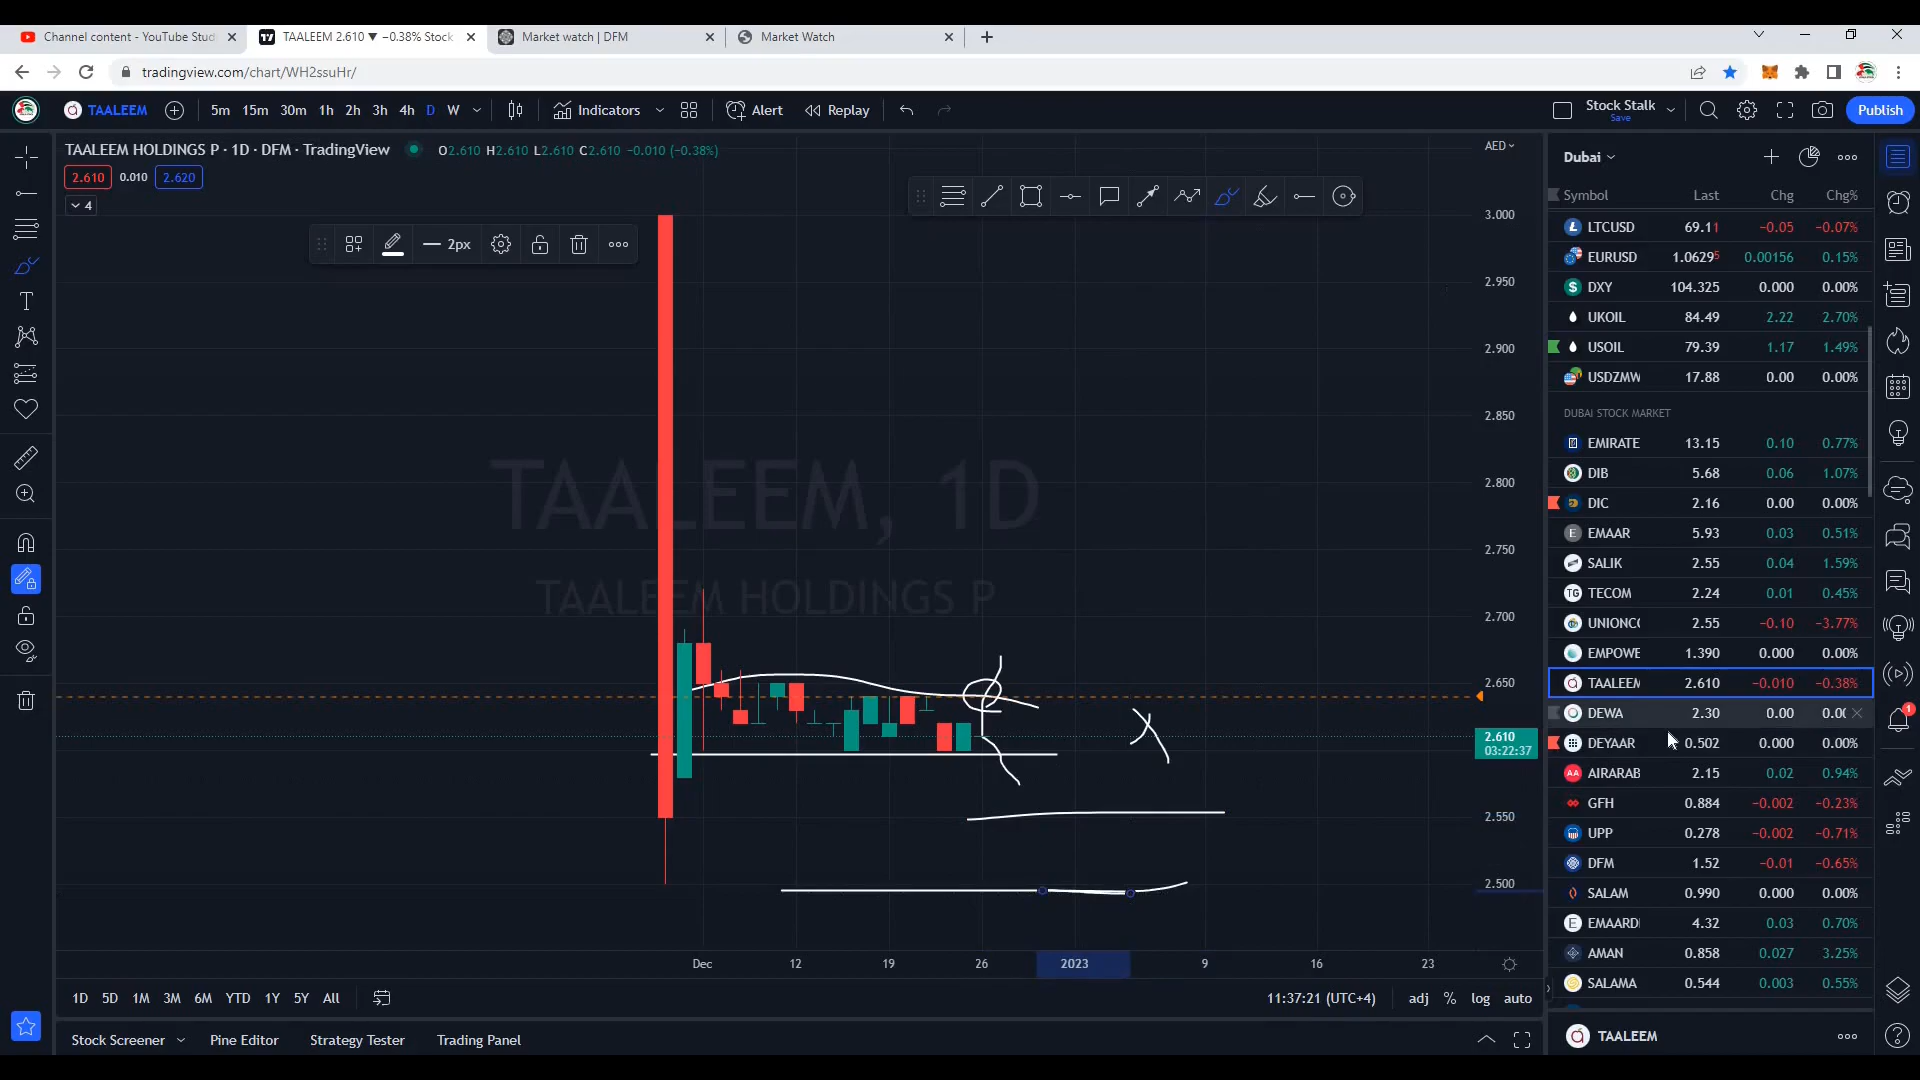 Channel content - YouTube Stud
TAALEEM 2.610 ▼ −0.38% Stock
Market watch | DFM
Market Watch
tradingview.com/chart/WH2ssuHr/
TAALEEM
5m 15m 30m 1h 2h 3h 4h D W
Indicators
Alert
Replay
Stock Stalk
Save
Publish
TAALEEM HOLDINGS P · 1D · DFM · TradingView
O2.610 H2.610 L2.610 C2.610 −0.010 (−0.38%)
2.610 0.010 2.620
4
2px
AED
3.000
2.950
2.900
2.850
2.800
2.750
2.700
2.650
2.610
03:22:37
2.550
2.500
TAALEEM, 1D
TAALEEM HOLDINGS P
Dec 12 19 26 2023 9 16 23
1D 5D 1M 3M 6M YTD 1Y 5Y All
11:37:21 (UTC+4)
adj % log auto
Stock Screener
Pine Editor
Strategy Tester
Trading Panel
Dubai
Symbol Last Chg Chg%
LTCUSD 69.11 −0.05 −0.07%
EURUSD 1.06295 0.00156 0.15%
DXY 104.325 0.000 0.00%
UKOIL 84.49 2.22 2.70%
USOIL 79.39 1.17 1.49%
USDZMW 17.88 0.00 0.00%
DUBAI STOCK MARKET
EMIRATE 13.15 0.10 0.77%
DIB 5.68 0.06 1.07%
DIC 2.16 0.00 0.00%
EMAAR 5.93 0.03 0.51%
SALIK 2.55 0.04 1.59%
TECOM 2.24 0.01 0.45%
UNIONCO 2.55 −0.10 −3.77%
EMPOWE 1.390 0.000 0.00%
TAALEEM 2.610 −0.010 −0.38%
DEWA 2.30 0.00 0.00
DEYAAR 0.502 0.000 0.00%
AIRARAB 2.15 0.02 0.94%
GFH 0.884 −0.002 −0.23%
UPP 0.278 −0.002 −0.71%
DFM 1.52 −0.01 −0.65%
SALAM 0.990 0.000 0.00%
EMAARD 4.32 0.03 0.70%
AMAN 0.858 0.027 3.25%
SALAMA 0.544 0.003 0.55%
TAALEEM
1